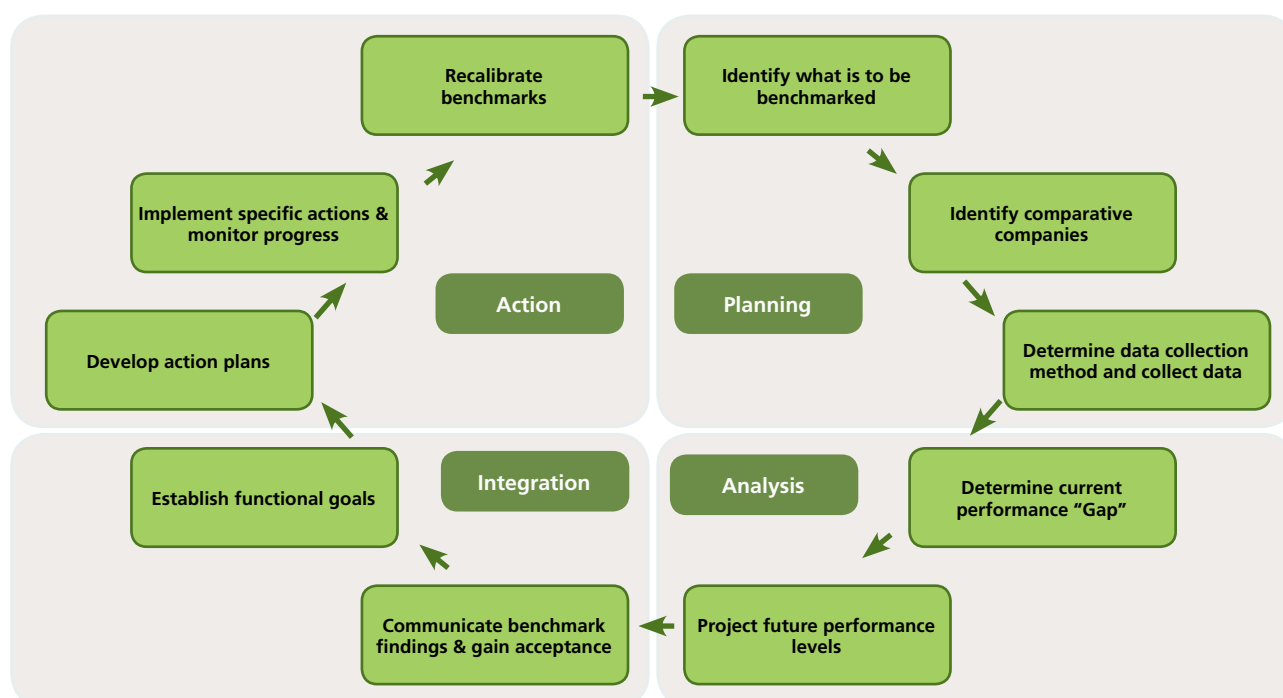 Recalibrate
benchmarks
Identify what is to be
benchmarked
Implement specific actions &
monitor progress
Identify comparative
companies
Action
Planning
Develop action plans
Determine data collection
method and collect data
Establish functional goals
Integration
Analysis
Determine current
performance “Gap”
Communicate benchmark
findings & gain acceptance
Project future performance
levels